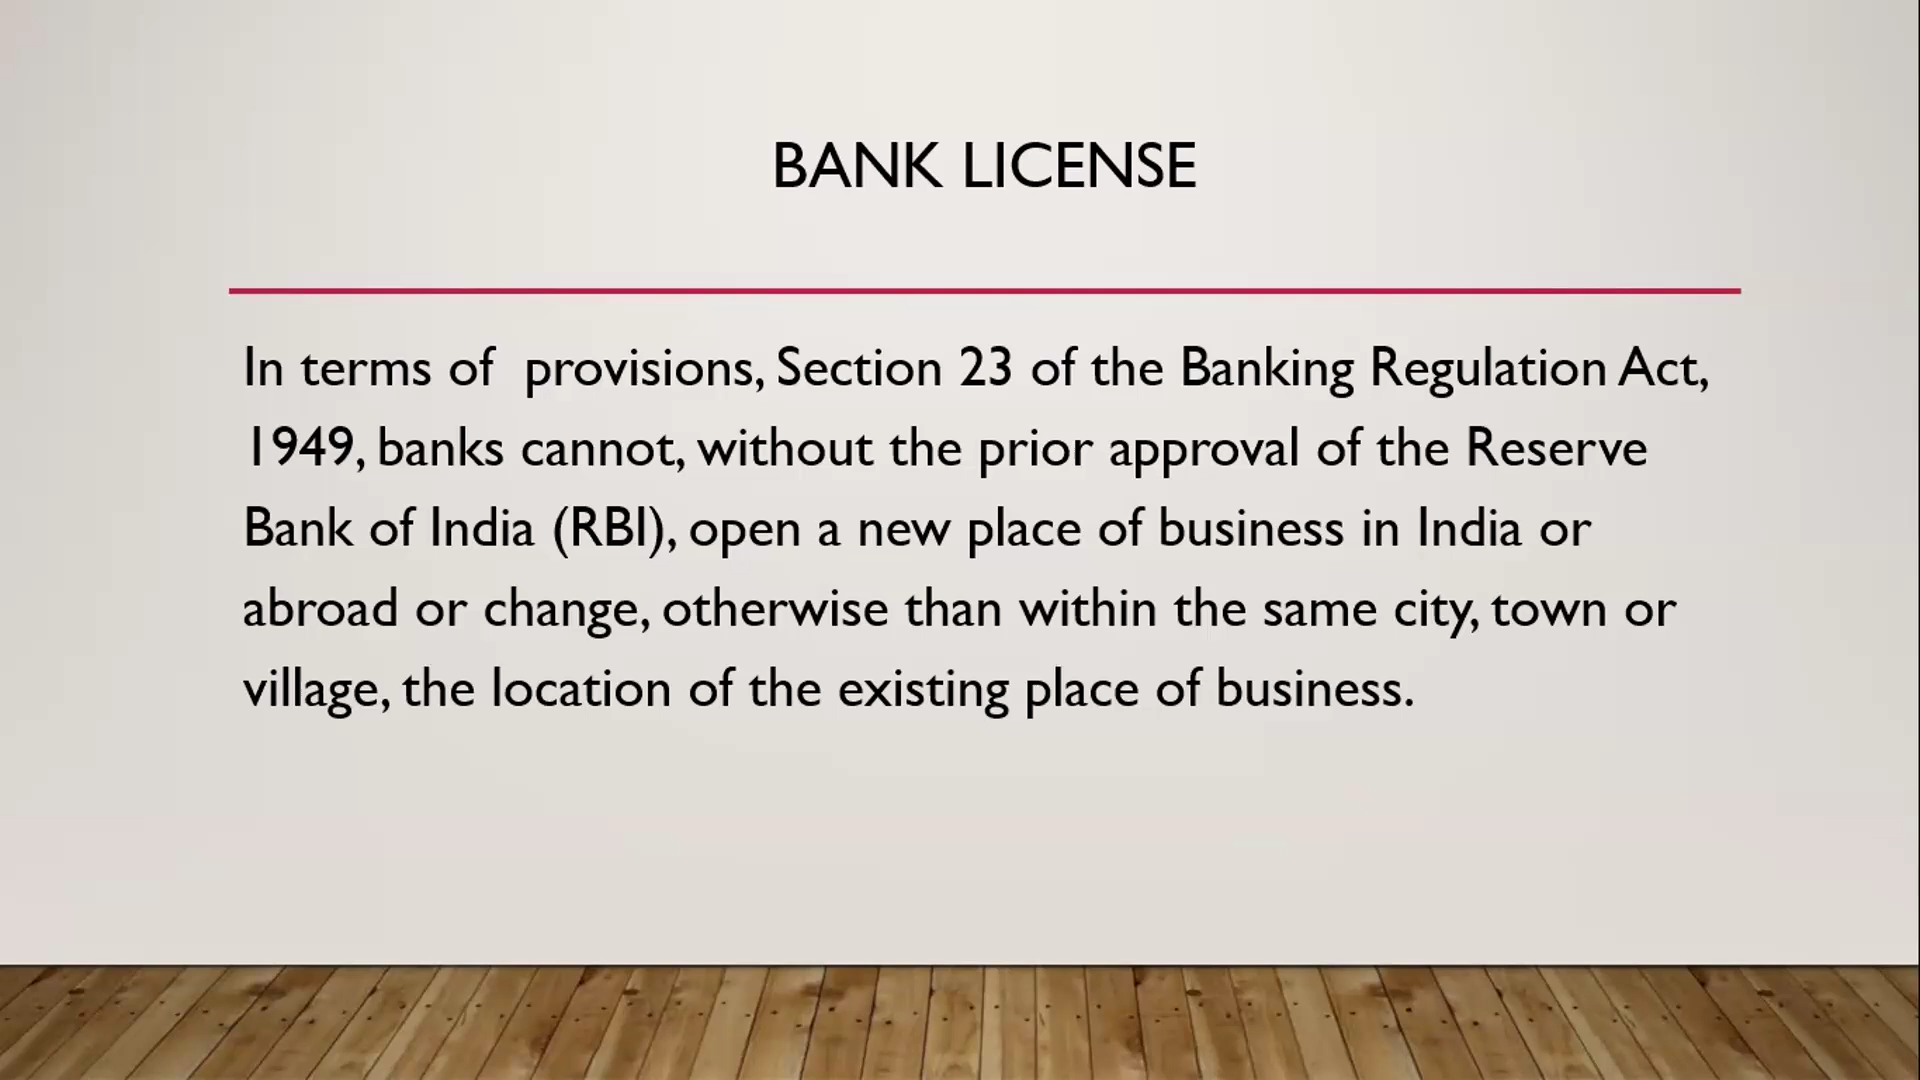 BANK LICENSE
In terms of  provisions, Section 23 of the Banking Regulation Act,
1949, banks cannot, without the prior approval of the Reserve
Bank of India (RBI), open a new place of business in India or
abroad or change, otherwise than within the same city, town or
village, the location of the existing place of business.